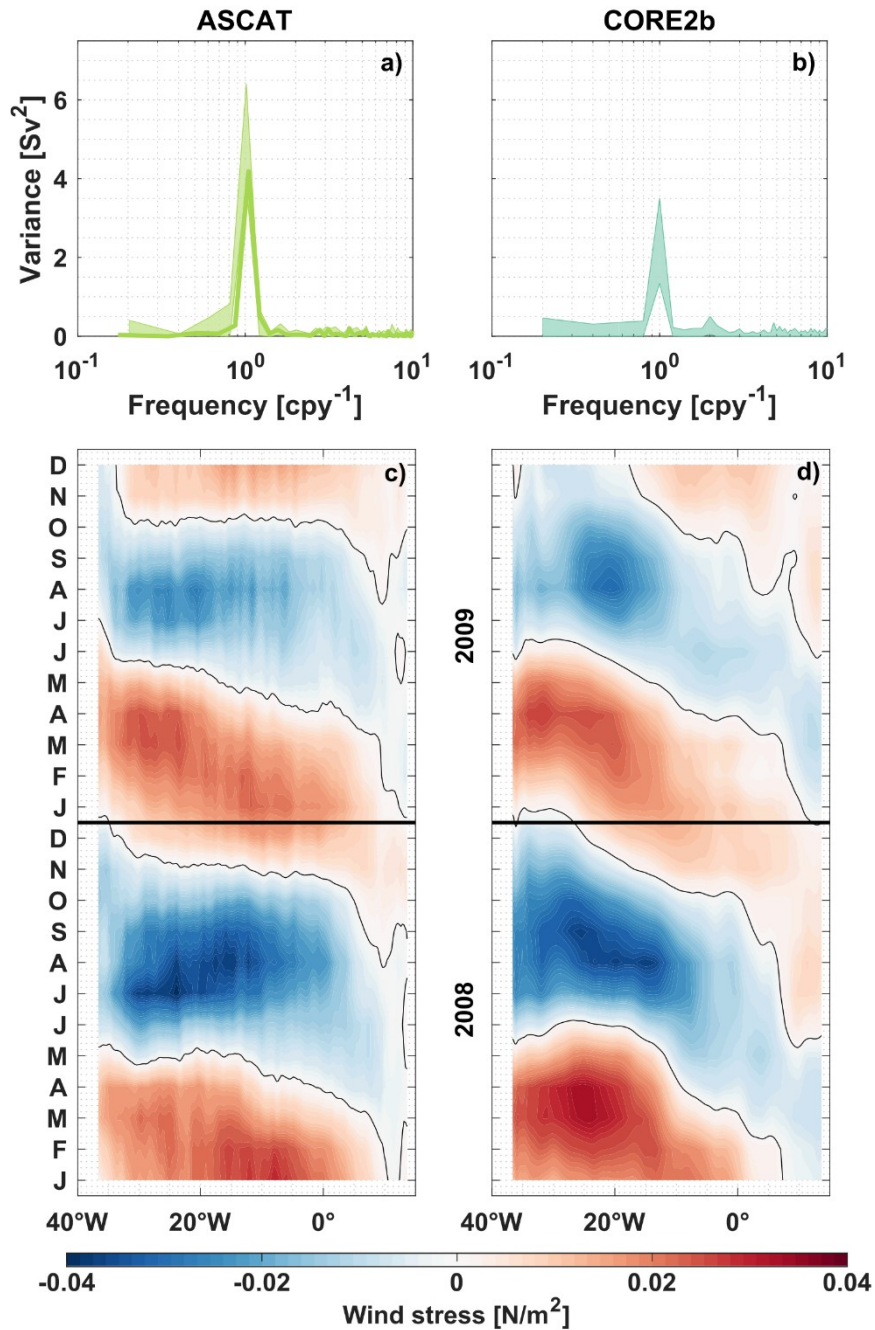 ASCAT
CORE2b
a)
b)
Variance [Sv²]
6
4
2
0
10⁻¹ 10⁰ 10¹
10⁻¹ 10⁰ 10¹
Frequency [cpy⁻¹]
Frequency [cpy⁻¹]
c)
d)
D
N
O
S
A
J
J
M
A
M
F
J
2009
D
N
O
S
A
J
J
M
A
M
F
J
2008
40°W 20°W 0°
40°W 20°W 0°
-0.04 -0.02 0 0.02 0.04
Wind stress [N/m²]